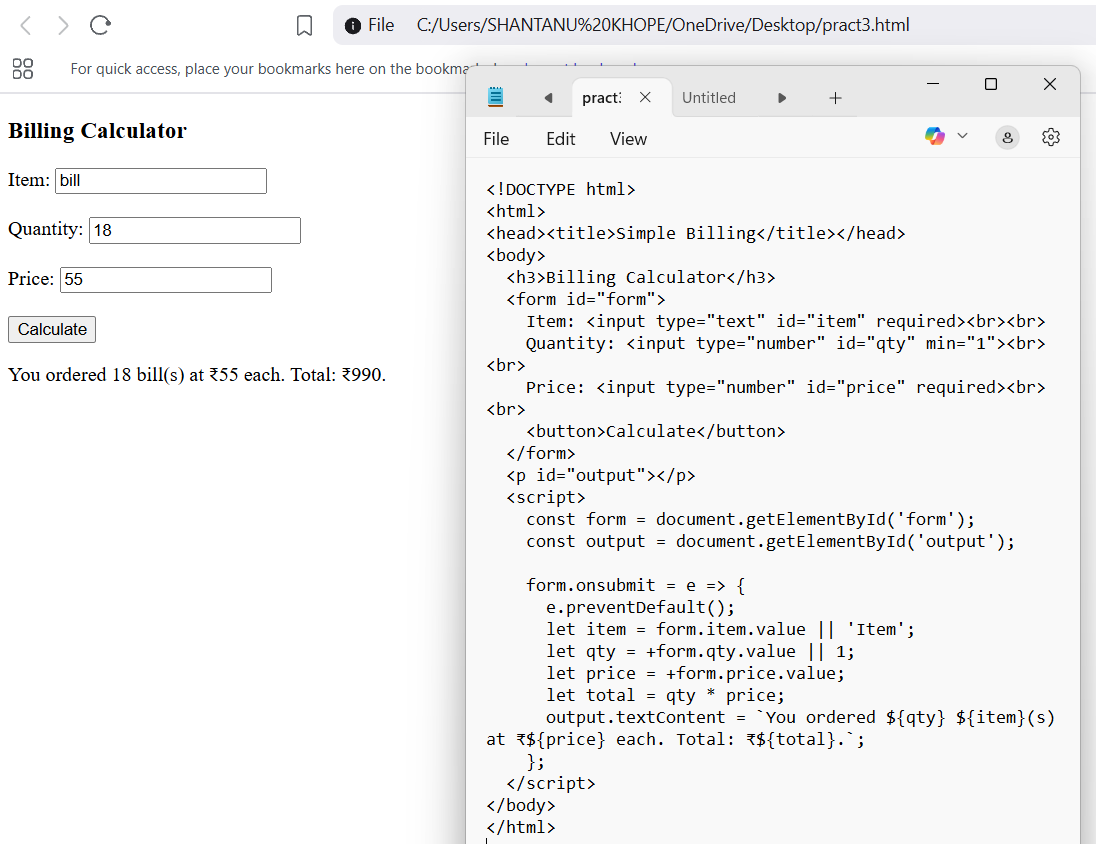 File C:/Users/SHANTANU%20KHOPE/OneDrive/Desktop/pract3.html
For quick access, place your bookmarks here on the bookma
Billing Calculator
Item: bill
Quantity: 18
Price: 55
Calculate
You ordered 18 bill(s) at ₹55 each. Total: ₹990.
pract3 Untitled
File Edit View
<!DOCTYPE html>
<html>
<head><title>Simple Billing</title></head>
<body>
<h3>Billing Calculator</h3>
<form id="form">
Item: <input type="text" id="item" required><br><br>
Quantity: <input type="number" id="qty" min="1"><br>
<br>
Price: <input type="number" id="price" required><br>
<br>
<button>Calculate</button>
</form>
<p id="output"></p>
<script>
const form = document.getElementById('form');
const output = document.getElementById('output');
form.onsubmit = e => {
e.preventDefault();
let item = form.item.value || 'Item';
let qty = +form.qty.value || 1;
let price = +form.price.value;
let total = qty * price;
output.textContent = `You ordered ${qty} ${item}(s)
at ₹${price} each. Total: ₹${total}.`;
};
</script>
</body>
</html>